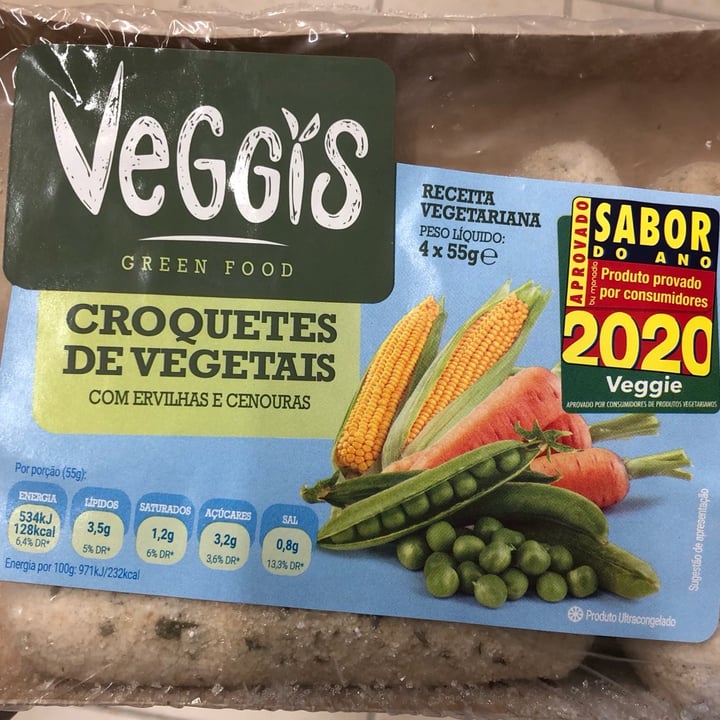 VeGGiS
GREEN FOOD
CROQUETES
DE VEGETAIS
COM ERVILHAS E CENOURAS
RECEITA
VEGETARIANA
PESO LÍQUIDO:
4 x 55g℮
APROVADO
by monada
SABOR
DO ANO
Produto provado
por consumidores
2020
Veggie
APROVADO POR CONSUMIDORES DE PRODUTOS VEGETARIANOS
Por porção (55g):
ENERGIA
534kJ
128kcal
6,4% DR*
LÍPIDOS
3,5g
5% DR*
SATURADOS
1,2g
6% DR*
AÇÚCARES
3,2g
3,6% DR*
SAL
0,8g
13,3% DR*
Energia por 100g: 971kJ/232kcal
Sugestão de apresentação
Produto Ultracongelado